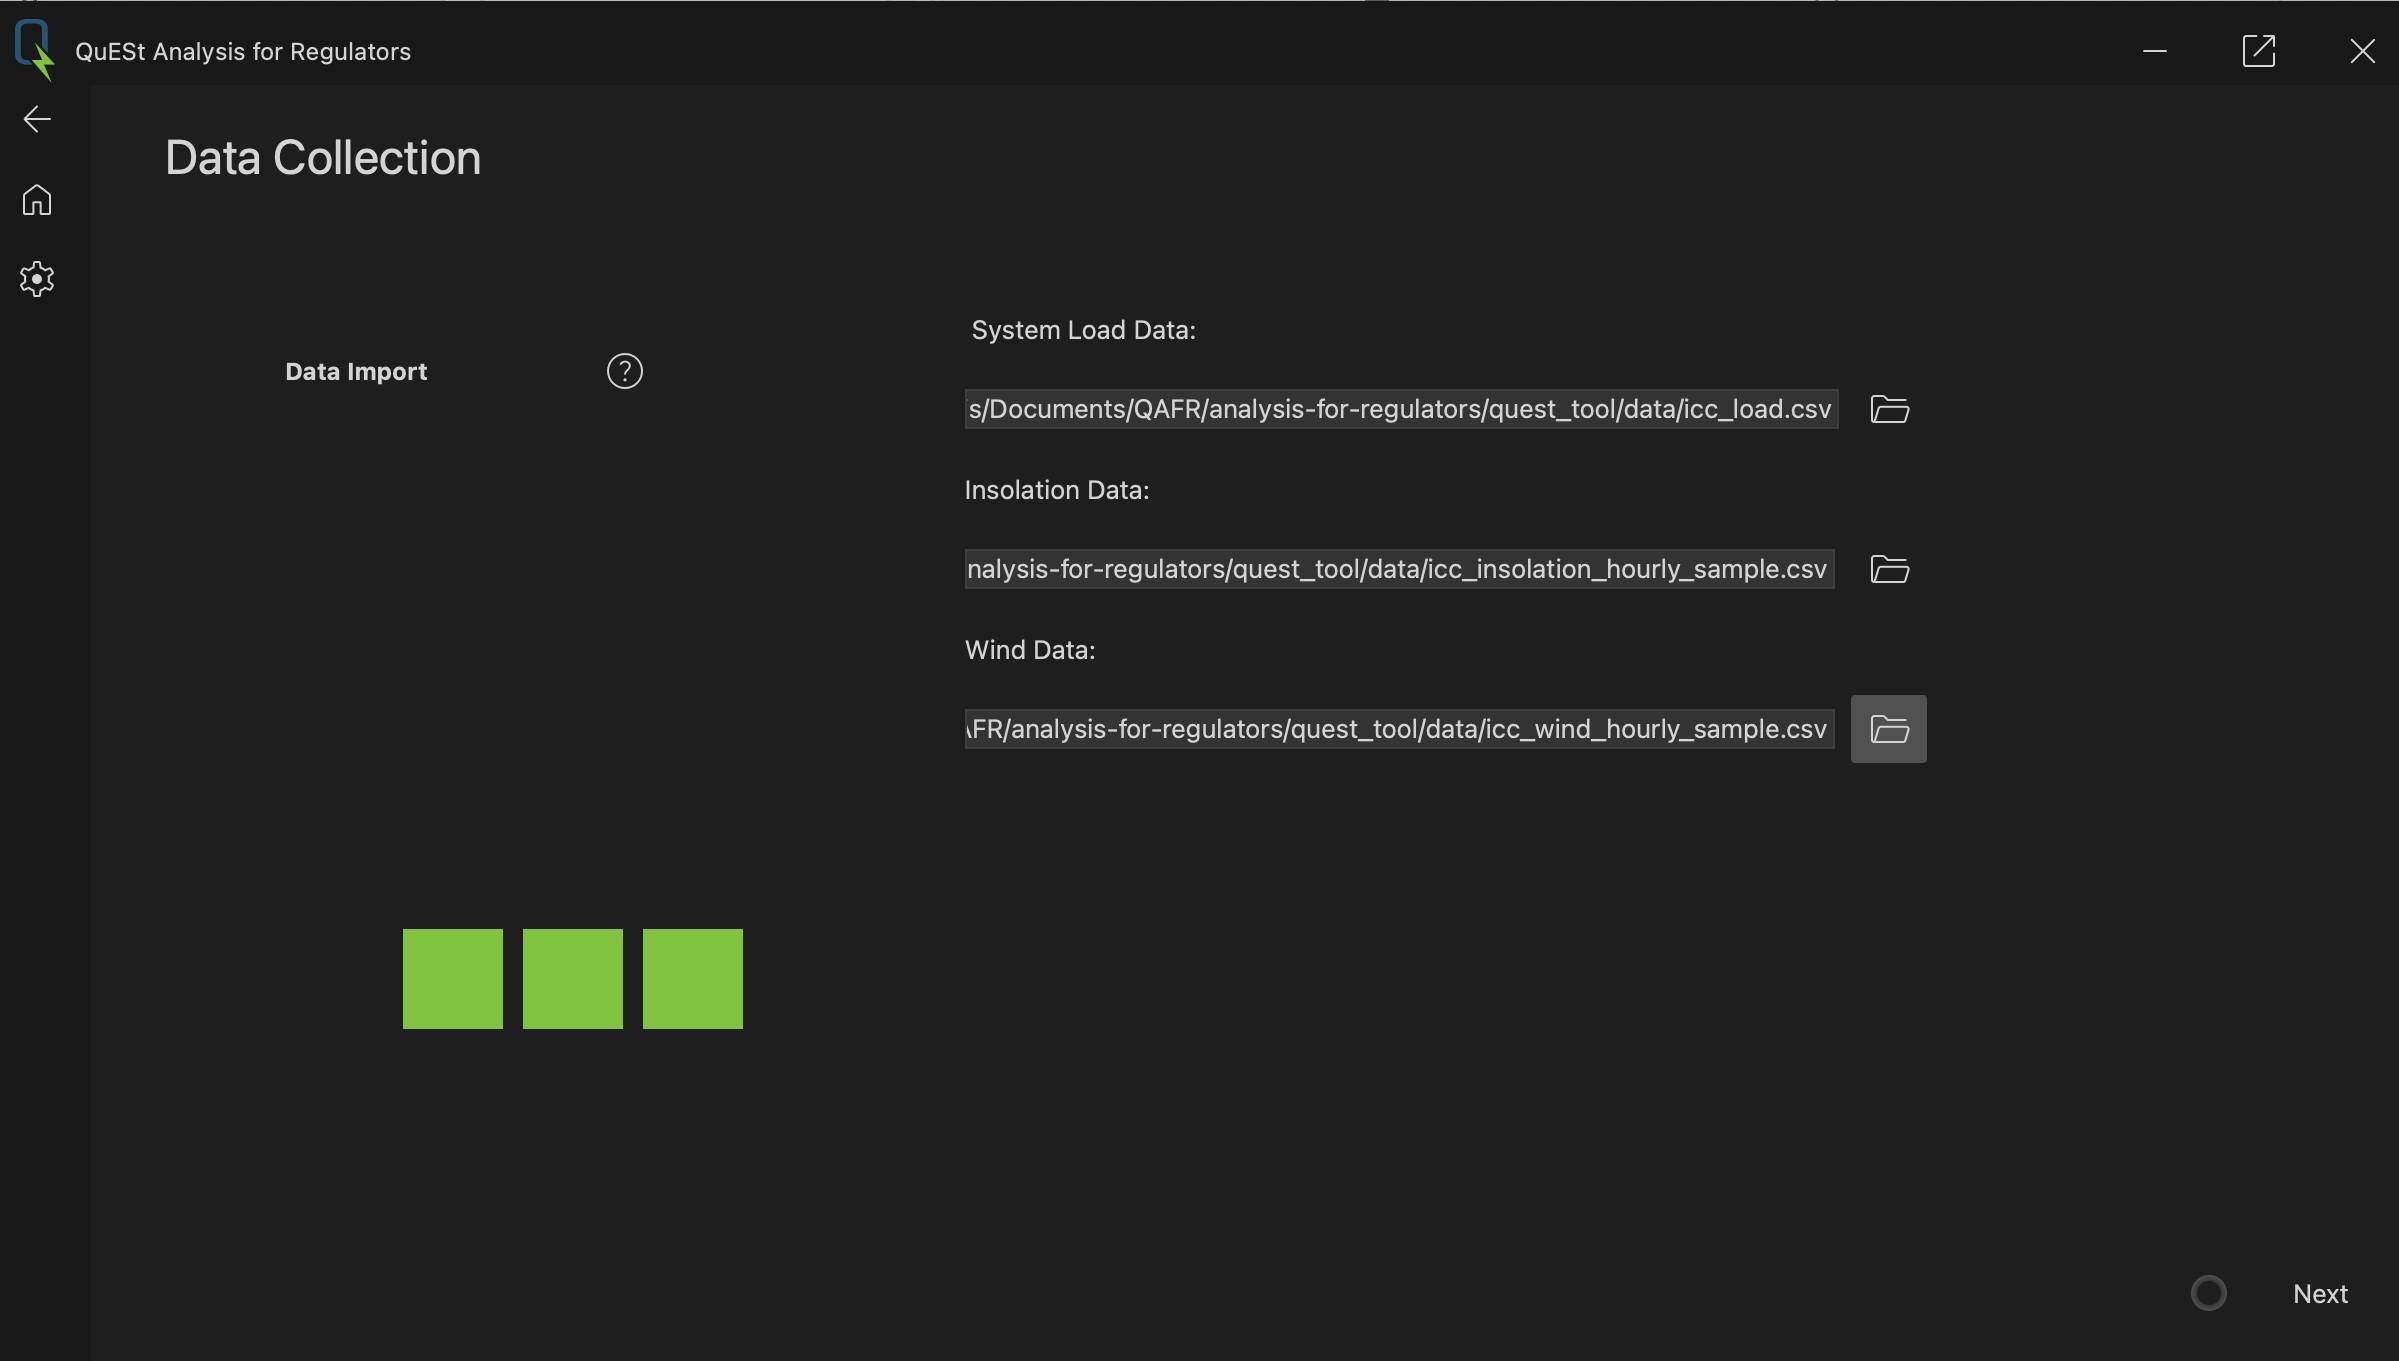 QuESt Analysis for Regulators
Data Collection
Data Import
?
System Load Data:
s/Documents/QAFR/analysis-for-regulators/quest_tool/data/icc_load.csv
Insolation Data:
nalysis-for-regulators/quest_tool/data/icc_insolation_hourly_sample.csv
Wind Data:
AFR/analysis-for-regulators/quest_tool/data/icc_wind_hourly_sample.csv
Next